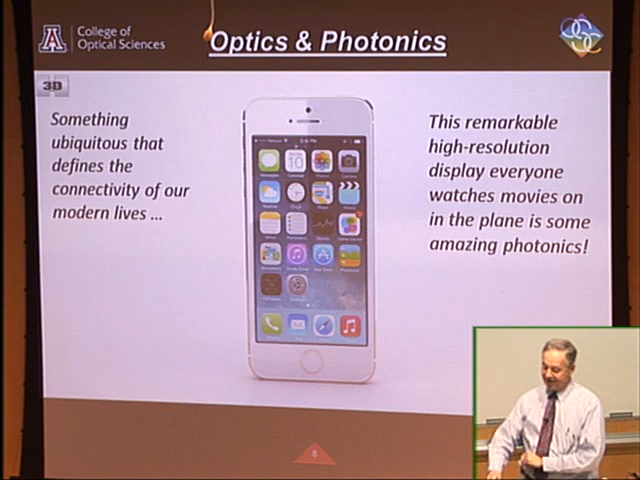 A
College of
Optical Sciences
Optics & Photonics
3D
Something
ubiquitous that
defines the
connectivity of our
modern lives ...
This remarkable
high-resolution
display everyone
watches movies on
in the plane is some
amazing photonics!
10
8